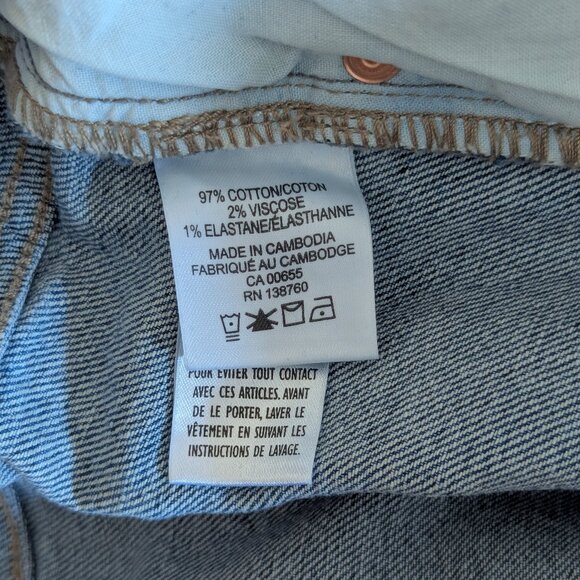 97% COTTON/COTON
2% VISCOSE
1% ELASTANE/ÉLASTHANNE
MADE IN CAMBODIA
FABRIQUÉ AU CAMBODGE
CA 00655
RN 138760
POUR ÉVITER TOUT CONTACT
AVEC CES ARTICLES. AVANT
DE LE PORTER, LAVER LE
VÊTEMENT EN SUIVANT LES
INSTRUCTIONS DE LAVAGE.